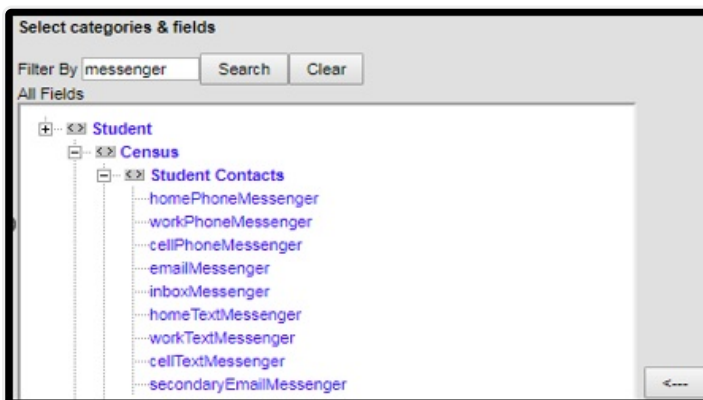 Select categories & fields
Filter By messenger Search Clear
All Fields
Student
Census
Student Contacts
homePhoneMessenger
workPhoneMessenger
cellPhoneMessenger
emailMessenger
inboxMessenger
homeTextMessenger
workTextMessenger
cellTextMessenger
secondaryEmailMessenger
<---